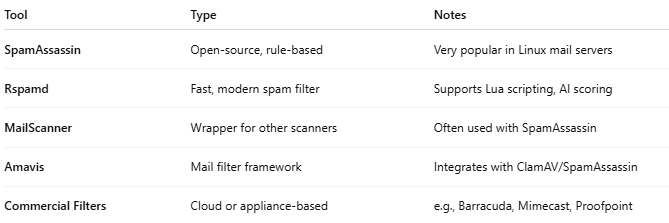 Tool Type Notes
SpamAssassin Open-source, rule-based Very popular in Linux mail servers
Rspamd Fast, modern spam filter Supports Lua scripting, AI scoring
MailScanner Wrapper for other scanners Often used with SpamAssassin
Amavis Mail filter framework Integrates with ClamAV/SpamAssassin
Commercial Filters Cloud or appliance-based e.g., Barracuda, Mimecast, Proofpoint